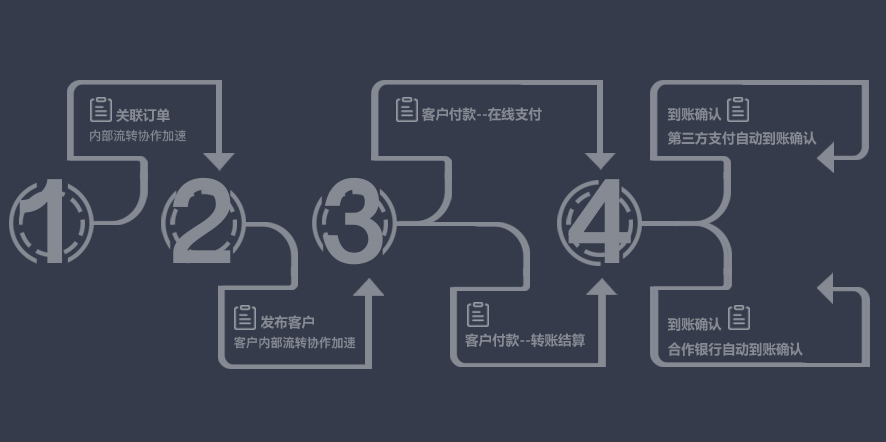 1
关联订单
内部流转协作加速
2
发布客户
客户内部流转协作加速
3
客户付款--在线支付
客户付款--转账结算
4
到账确认
第三方支付自动到账确认
到账确认
合作银行自动到账确认